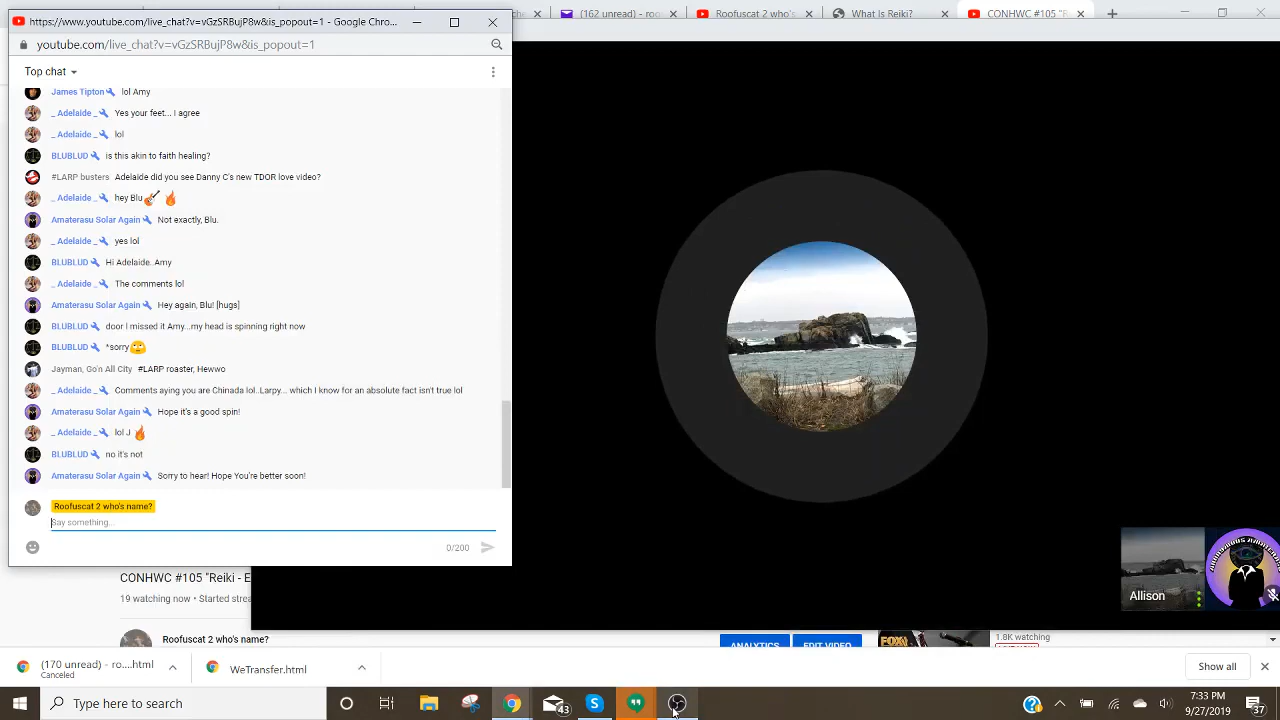 https://www.youtube.com/live_chat?v=vGzSRBujP8w&is_popout=1 - Google Chro...
(162 unread) - ro
Roofuscat 2 who's
What Is Reiki?
CONHWC #105 "R
youtube.com/live_chat?v=vGzSRBujP8w&is_popout=1
Top chat
James Tipton lol Amy
_ Adelaide _ Yes your feet... I agree
_ Adelaide _ lol
BLUBLUD is this akin to faith healing?
#LARP busters Adelaide did you see Danny C's new TDOR love video?
_ Adelaide _ hey Blu🎸🔥
Amaterasu Solar Again Not exactly, Blu.
_ Adelaide _ yes lol
BLUBLUD Hi Adelaide..Amy
_ Adelaide _ The comments lol
Amaterasu Solar Again Hey again, Blu! [hugs]
BLUBLUD door I missed it Amy...my head is spinning right now
BLUBLUD *sorry
Jayman, Go'n All City #LARP roaster, Hewwo
_ Adelaide _ Comments aying you are Chinada lol..Larpy... which I know for an absolute fact isn't true lol
Amaterasu Solar Again Hope it's a good spin!
_ Adelaide _ lol J 🔥
BLUBLUD no it's not
Amaterasu Solar Again Sorry to hear! Hope You're better soon!
Roofuscat 2 who's name?
Say something...
0/200
Allison
CONHWC #105 "Reiki - E
19 watching now • Started strea
Roofuscat 2 who's name?
ANALYTICS
EDIT VIDEO
FOX
1.8K watching
LIVE NOW
(170 unread) - ro....html
Canceled
WeTransfer.html
Show all
Type here to search
43
7:33 PM
9/27/2019
37